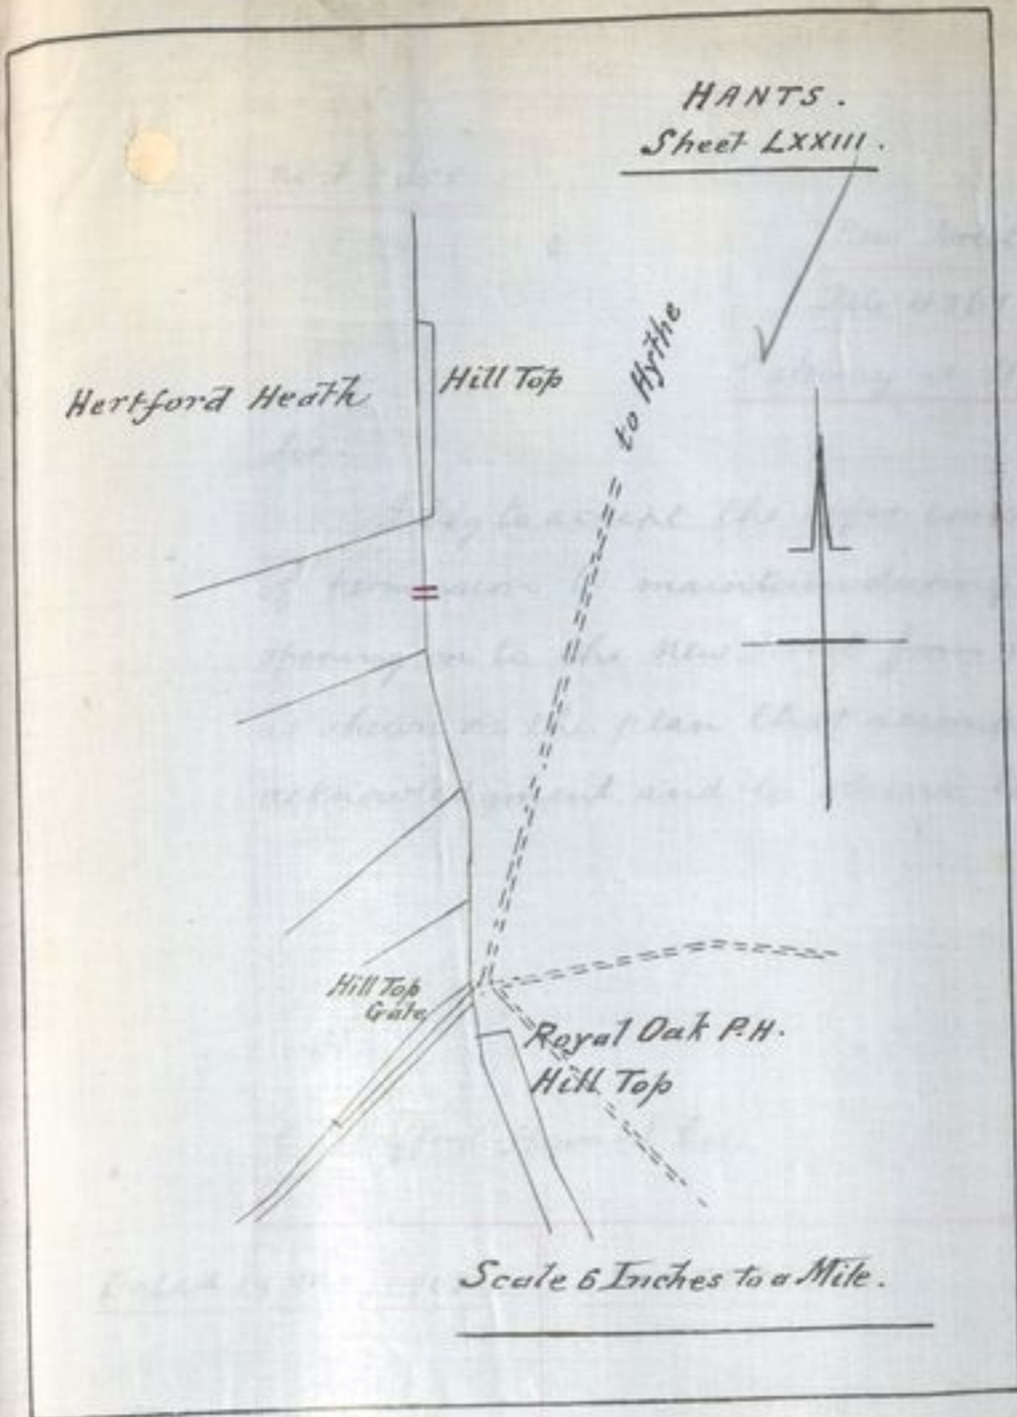 HANTS.
Sheet LXXIII.
to Hythe
Hill Top
Hertford Heath
Hill Top
Gate
Royal Oak P.H.
Hill Top
Scale 6 Inches to a Mile.